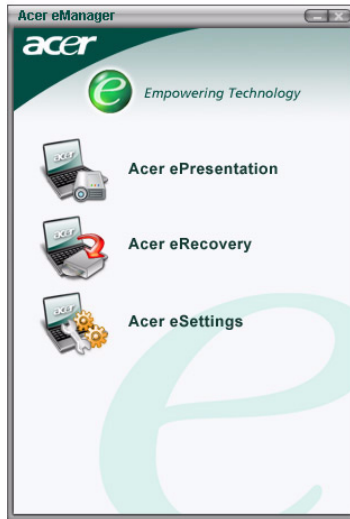 Acer eManager
acer
e Empowering Technology
Acer ePresentation
Acer eRecovery
Acer eSettings
e